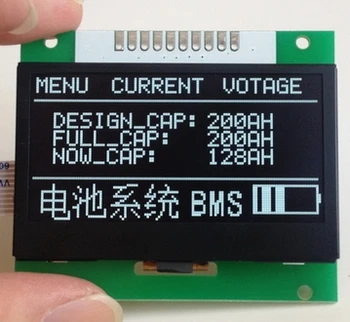 MENU CURRENT VOTAGE
DESIGN_CAP: 200AH
FULL_CAP: 200AH
NOW_CAP: 128AH
电池系统 BMS